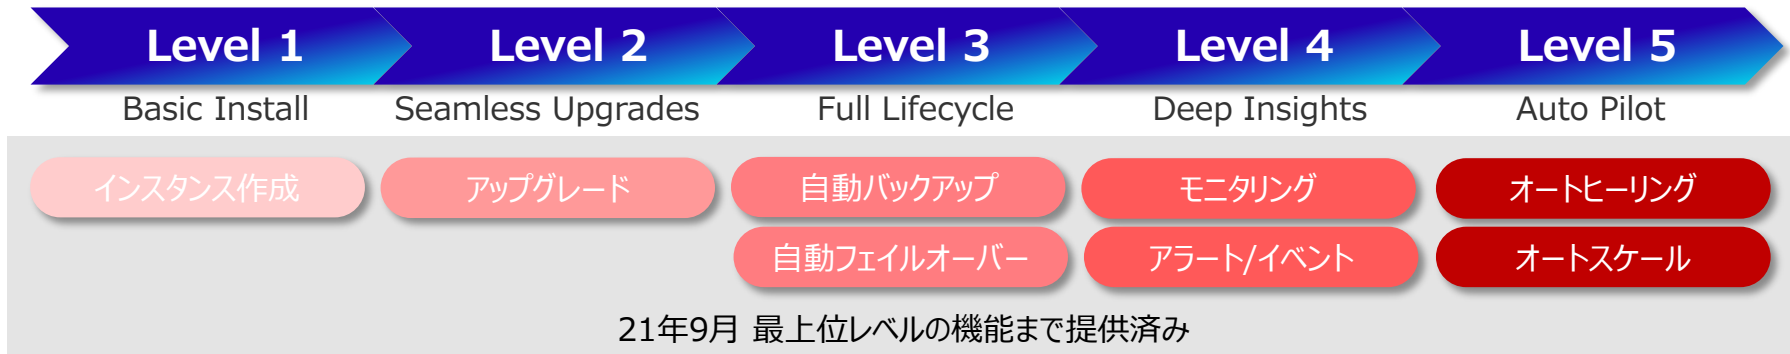 Level 1 Level 2 Level 3 Level 4 Level 5
Basic Install Seamless Upgrades Full Lifecycle Deep Insights Auto Pilot
インスタンス作成 アップグレード 自動バックアップ モニタリング オートヒーリング
自動フェイルオーバー アラート/イベント オートスケール
21年9月 最上位レベルの機能まで提供済み